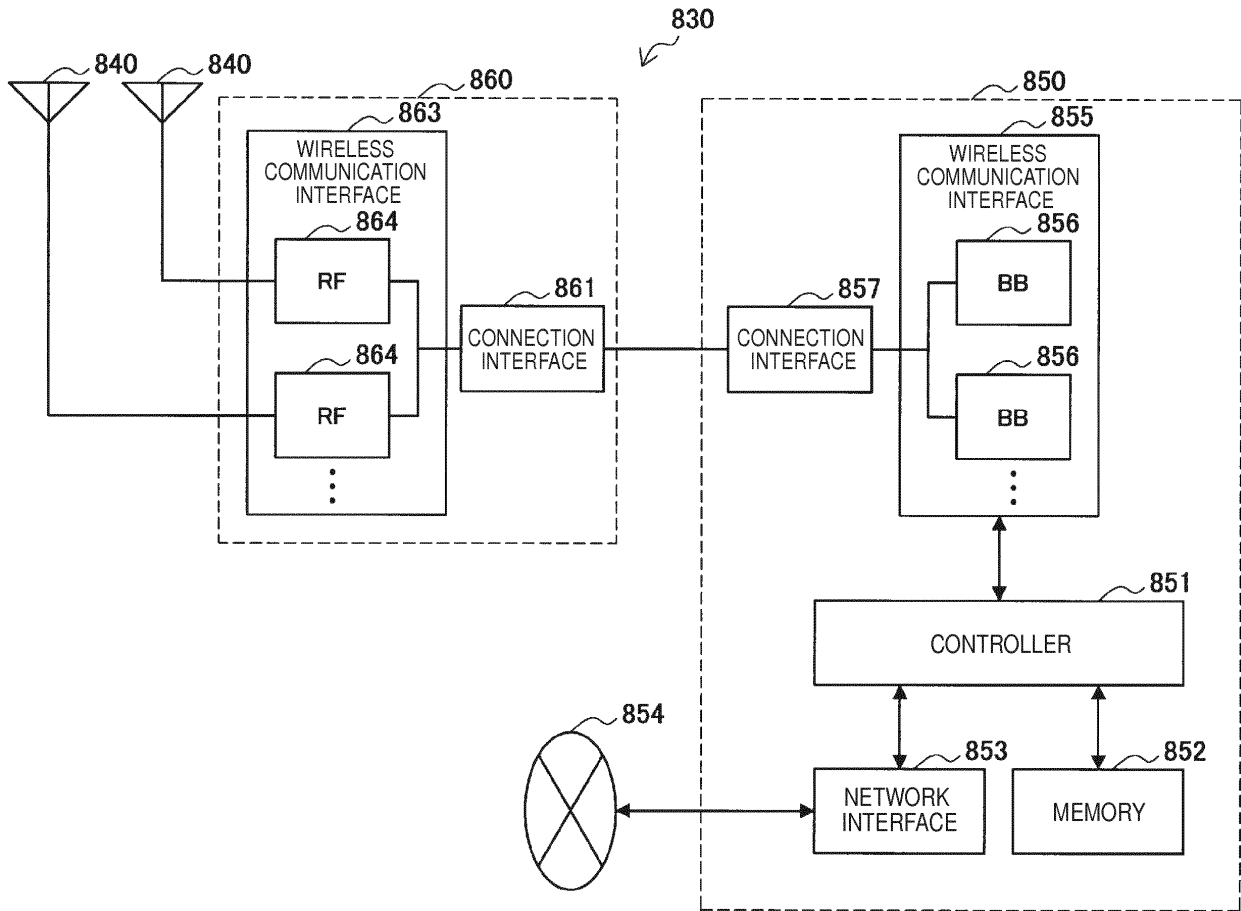 830
840
840
860
850
863
855
WIRELESS
COMMUNICATION
INTERFACE
WIRELESS
COMMUNICATION
INTERFACE
864
856
RF
BB
861
857
CONNECTION
INTERFACE
CONNECTION
INTERFACE
864
856
RF
BB
851
CONTROLLER
854
853
852
NETWORK
INTERFACE
MEMORY